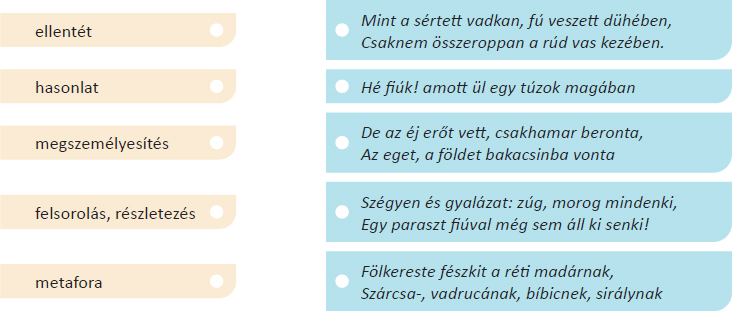 ellentét
Mint a sértett vadkan, fú veszett dühében,
Csaknem összeroppan a rúd vas kezében.
hasonlat
Hé fiúk! amott ül egy túzok magában
megszemélyesítés
De az éj erőt vett, csakhamar beronta,
Az eget, a földet bakacsinba vonta
felsorolás, részletezés
Szégyen és gyalázat: zúg, morog mindenki,
Egy paraszt fiúval még sem áll ki senki!
metafora
Fölkereste fészkit a réti madárnak,
Szárcsa-, vadrucának, bíbicnek, sirálynak